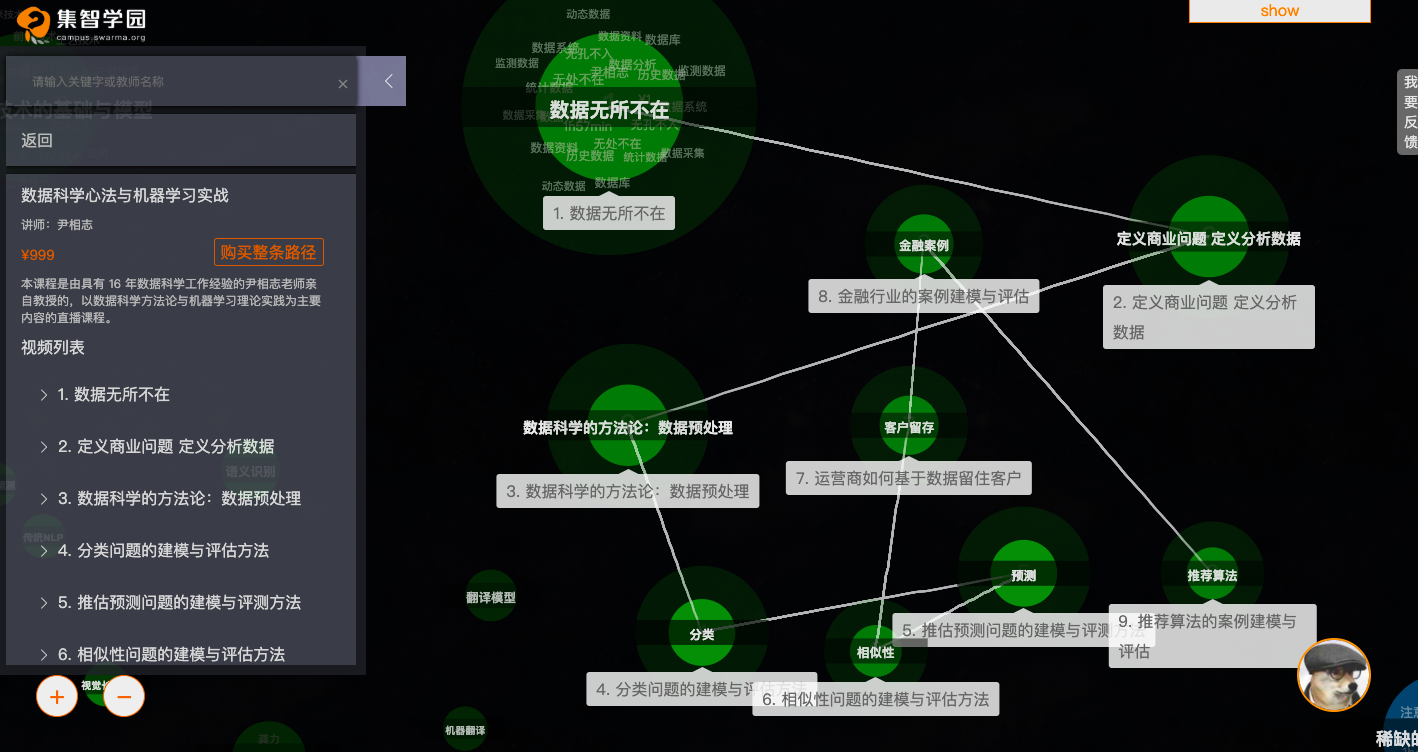 集智学园
campus.swarma.org
show
请输入关键字或教师名称
返回
数据科学心法与机器学习实战
讲师：尹相志
¥999
购买整条路径
本课程是由具有 16 年数据科学工作经验的尹相志老师亲
自教授的，以数据科学方法论与机器学习理论实践为主要
内容的直播课程。
视频列表
1. 数据无所不在
2. 定义商业问题 定义分析数据
语义识别
3. 数据科学的方法论：数据预处理
传统NLP
4. 分类问题的建模与评估方法
5. 推估预测问题的建模与评测方法
6. 相似性问题的建模与评估方法
技术的基础与模型
动态数据
数据资料
数据库
数据系统
无孔不入
监测数据
数据分析
尹相志
历史数据
监测数据
无处不在
统计数据
数据无所不在
数据采集
据系统
1h57min
无孔不入
数据资料
无处不在
历史数据
统计数据
数据采集
动态数据
数据库
1. 数据无所不在
我要反馈
金融案例
8. 金融行业的案例建模与评估
定义商业问题 定义分析数据
2. 定义商业问题 定义分析
数据
数据科学的方法论：数据预处理
3. 数据科学的方法论：数据预处理
客户留存
7. 运营商如何基于数据留住客户
预测
5. 推估预测问题的建模与评测方法
推荐算法
9. 推荐算法的案例建模与
评估
翻译模型
分类
4. 分类问题的建模与评估方法
相似性
6. 相似性问题的建模与评估方法
机器翻译
算力
稀缺的